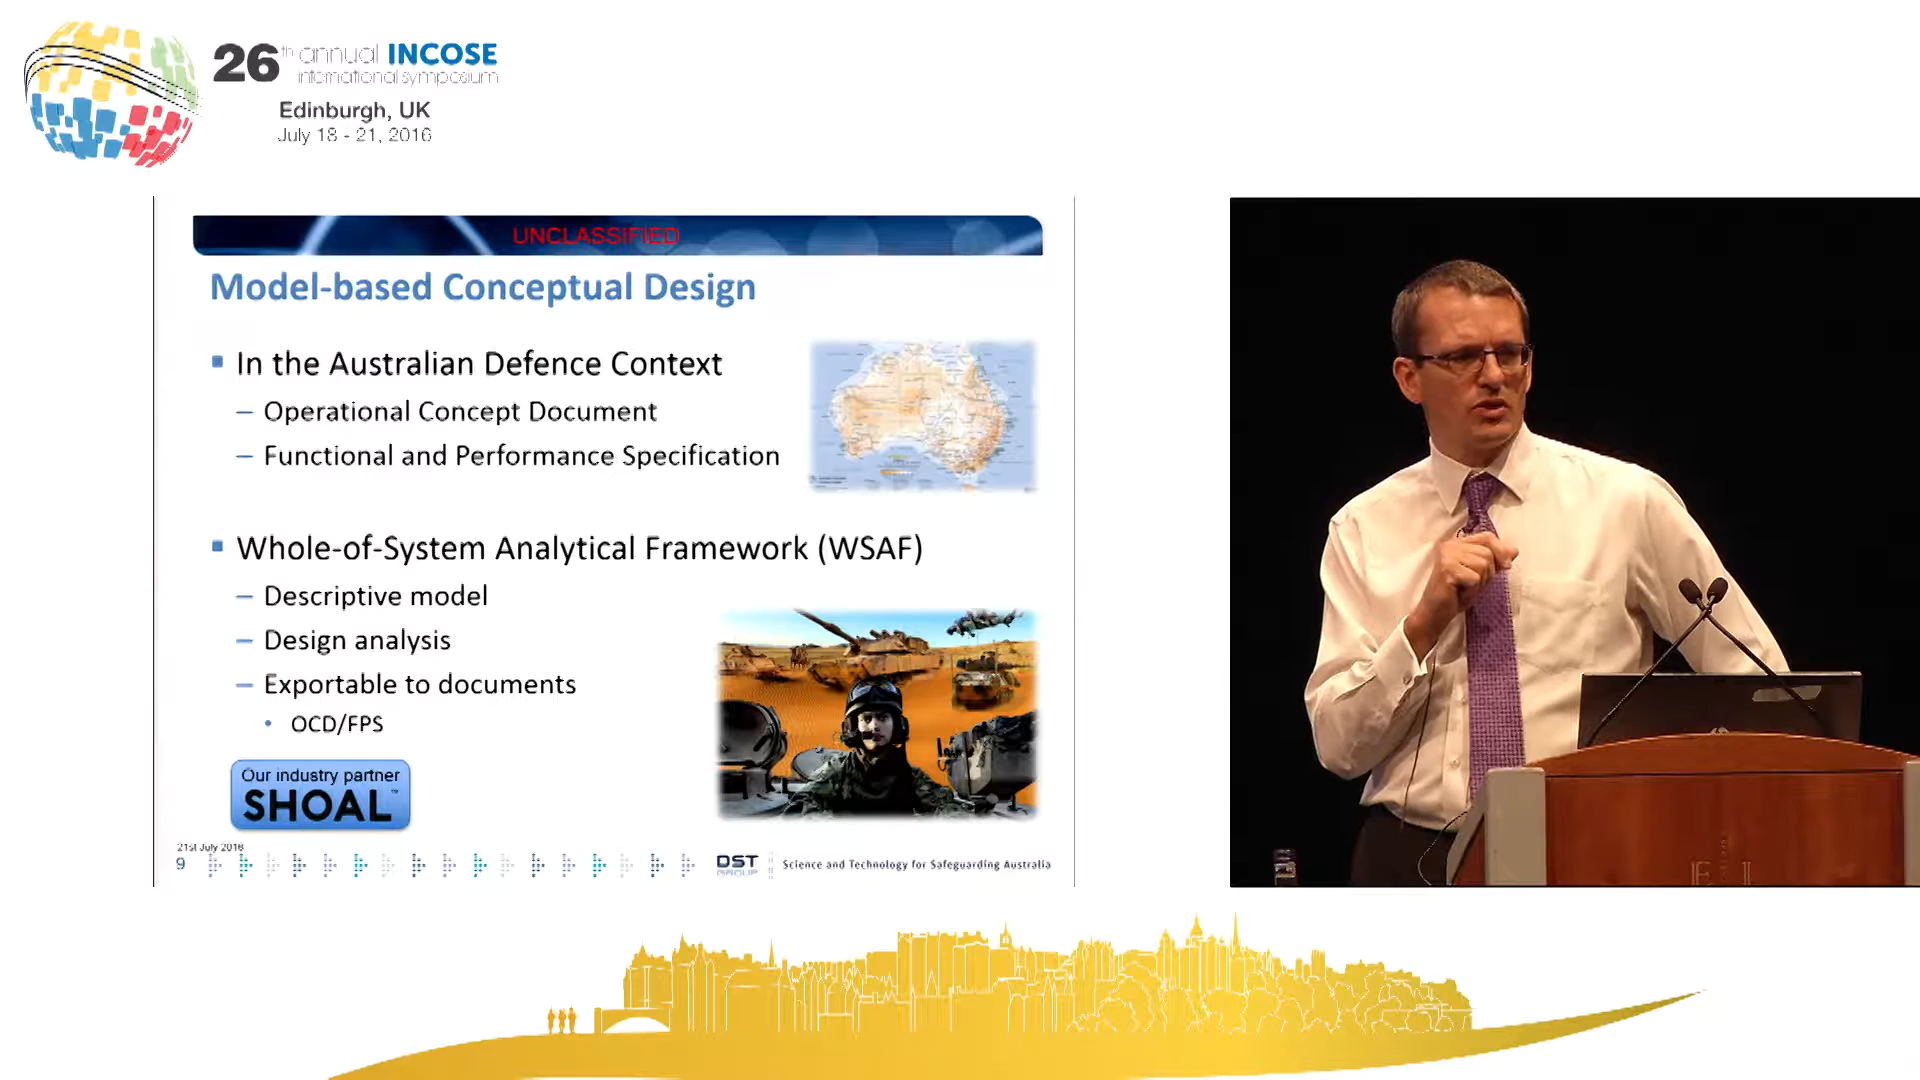 26th annual INCOSE
international symposium
Edinburgh, UK
July 18 - 21, 2016
UNCLASSIFIED
Model-based Conceptual Design
In the Australian Defence Context
– Operational Concept Document
– Functional and Performance Specification
Whole-of-System Analytical Framework (WSAF)
– Descriptive model
– Design analysis
– Exportable to documents
• OCD/FPS
Our industry partner
SHOAL™
21st July 2016
9
DST
GROUP
Science and Technology for Safeguarding Australia